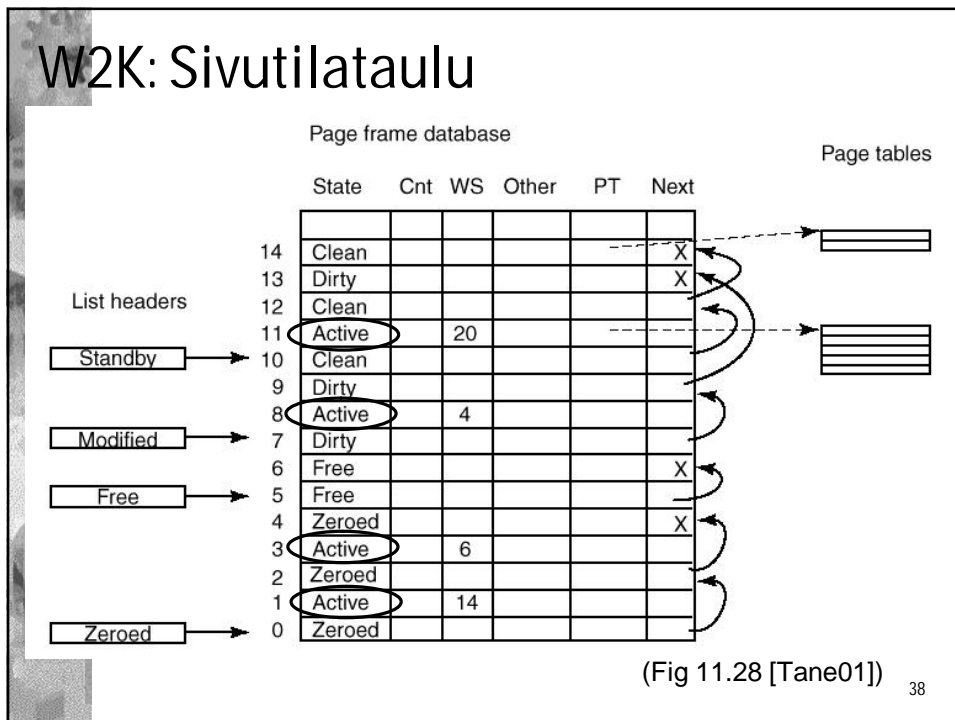 W2K: Sivutilataulu
Page frame database
Page tables
State Cnt WS Other PT Next
14 Clean X
13 Dirty X
List headers
12 Clean
11 Active 20
Standby 10 Clean
9 Dirty
8 Active 4
Modified 7 Dirty
6 Free X
Free 5 Free
4 Zeroed X
3 Active 6
2 Zeroed
1 Active 14
Zeroed 0 Zeroed
(Fig 11.28 [Tane01])
38